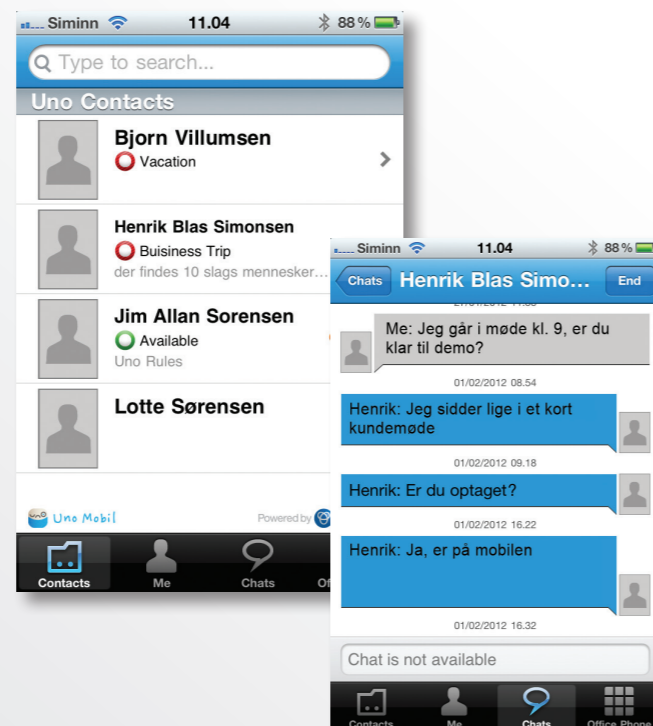 Siminn 11.04 88 %
Type to search...
Uno Contacts
Bjorn Villumsen
Vacation
Henrik Blas Simonsen
Buisiness Trip
der findes 10 slags mennesker...
Jim Allan Sorensen
Available
Uno Rules
Lotte Sørensen
Uno Mobil Powered by
Contacts Me Chats Of
Siminn 11.04 88 %
Chats Henrik Blas Simo... End
Me: Jeg går i møde kl. 9, er du
klar til demo?
01/02/2012 08.54
Henrik: Jeg sidder lige i et kort
kundemøde
01/02/2012 09.18
Henrik: Er du optaget?
01/02/2012 16.22
Henrik: Ja, er på mobilen
01/02/2012 16.32
Chat is not available
Contacts Me Chats Office Phone